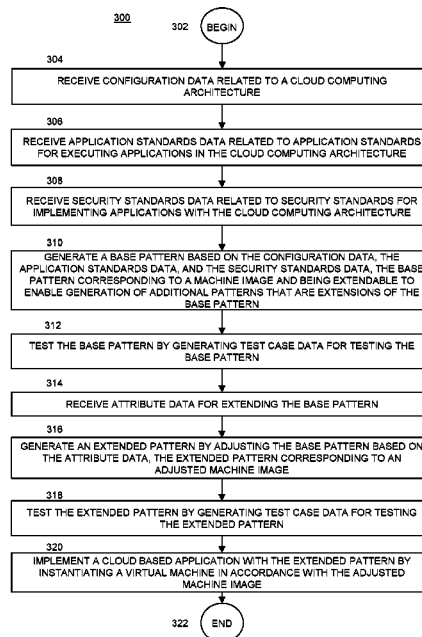 300
302 BEGIN
304
RECEIVE CONFIGURATION DATA RELATED TO A CLOUD COMPUTING
ARCHITECTURE
306
RECEIVE APPLICATION STANDARDS DATA RELATED TO APPLICATION STANDARDS
FOR EXECUTING APPLICATIONS IN THE CLOUD COMPUTING ARCHITECTURE
308
RECEIVE SECURITY STANDARDS DATA RELATED TO SECURITY STANDARDS FOR
IMPLEMENTING APPLICATIONS WITH THE CLOUD COMPUTING ARCHITECTURE
310
GENERATE A BASE PATTERN BASED ON THE CONFIGURATION DATA, THE
APPLICATION STANDARDS DATA, AND THE SECURITY STANDARDS DATA, THE BASE
PATTERN CORRESPONDING TO A MACHINE IMAGE AND BEING EXTENDABLE TO
ENABLE GENERATION OF ADDITIONAL PATTERNS THAT ARE EXTENSIONS OF THE
BASE PATTERN
312
TEST THE BASE PATTERN BY GENERATING TEST CASE DATA FOR TESTING THE
BASE PATTERN
314
RECEIVE ATTRIBUTE DATA FOR EXTENDING THE BASE PATTERN
316
GENERATE AN EXTENDED PATTERN BY ADJUSTING THE BASE PATTERN BASED ON
THE ATTRIBUTE DATA, THE EXTENDED PATTERN CORRESPONDING TO AN
ADJUSTED MACHINE IMAGE
318
TEST THE EXTENDED PATTERN BY GENERATING TEST CASE DATA FOR TESTING
THE EXTENDED PATTERN
320
IMPLEMENT A CLOUD BASED APPLICATION WITH THE EXTENDED PATTERN BY
INSTANTIATING A VIRTUAL MACHINE IN ACCORDANCE WITH THE ADJUSTED
MACHINE IMAGE
322 END